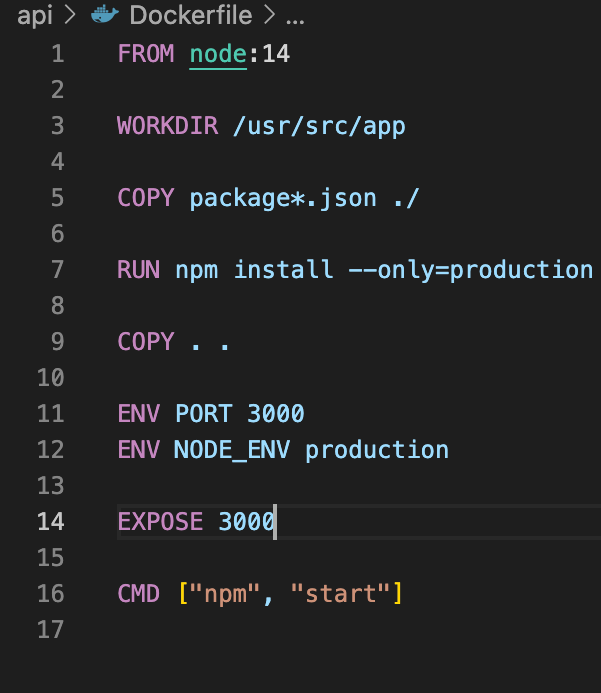 api > Dockerfile > ...
1 FROM node:14
2
3 WORKDIR /usr/src/app
4
5 COPY package*.json ./
6
7 RUN npm install --only=production
8
9 COPY . .
10
11 ENV PORT 3000
12 ENV NODE_ENV production
13
14 EXPOSE 3000
15
16 CMD ["npm", "start"]
17